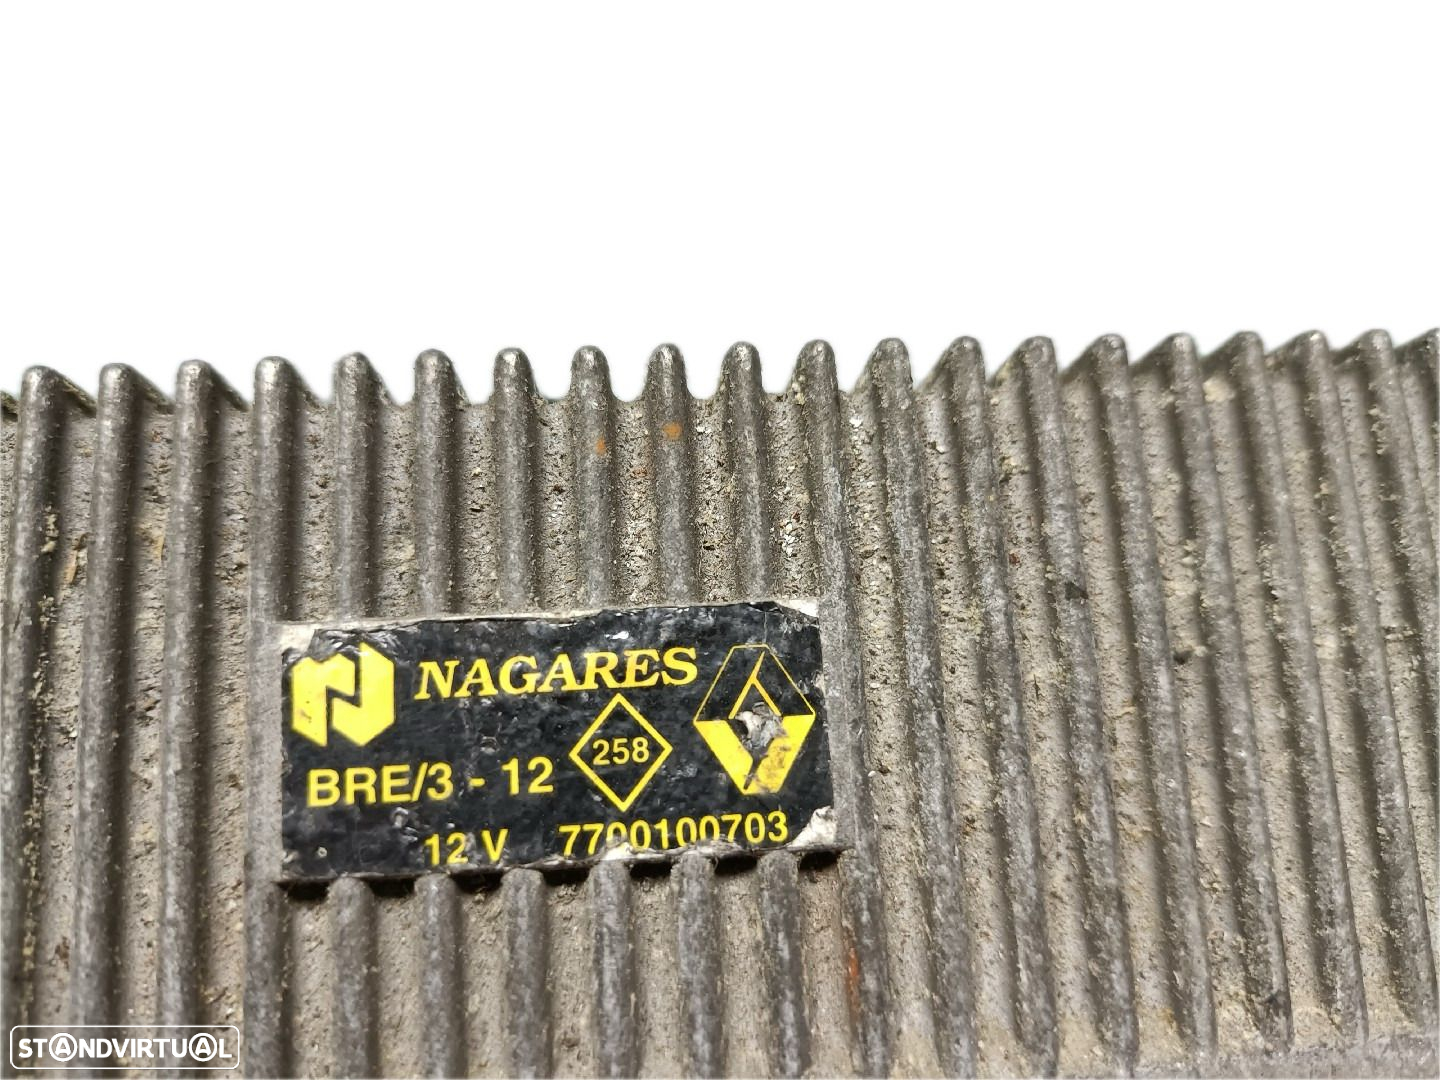 NAGARES
258
BRE/3 - 12
12 V 7700100703
STANDVIRTUAL